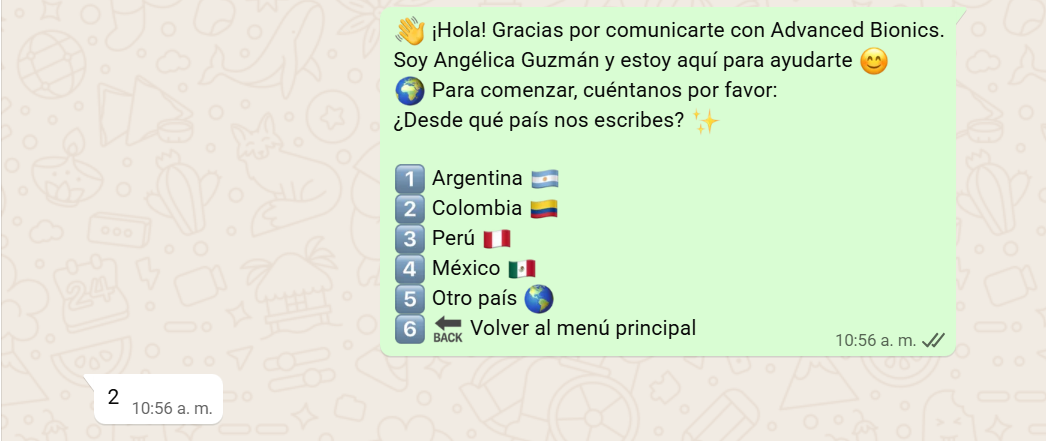 👋 ¡Hola! Gracias por comunicarte con Advanced Bionics.
Soy Angélica Guzmán y estoy aquí para ayudarte 😊
🌍 Para comenzar, cuéntanos por favor:
¿Desde qué país nos escribes? ✨
1️⃣ Argentina 🇦🇷
2️⃣ Colombia 🇨🇴
3️⃣ Perú 🇵🇪
4️⃣ México 🇲🇽
5️⃣ Otro país 🌎
6️⃣ 🔙 Volver al menú principal
10:56 a. m.
2
10:56 a. m.